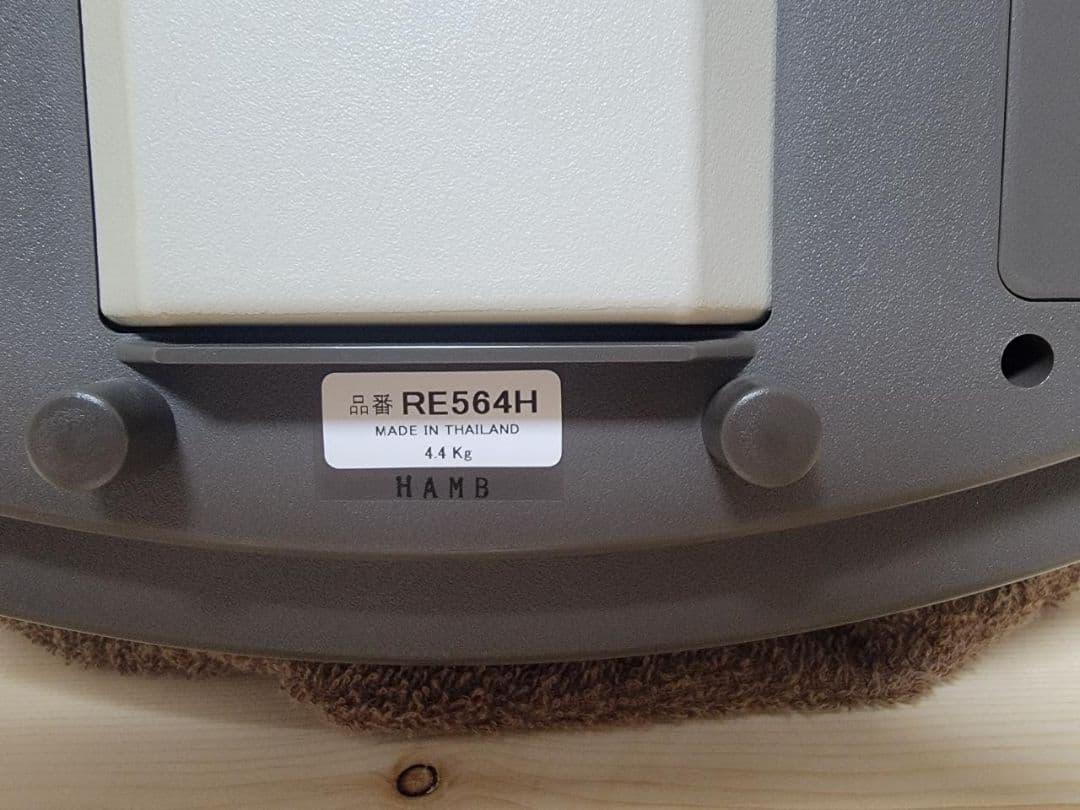 品番 RE564H
MADE IN THAILAND
4.4 Kg
HAMB